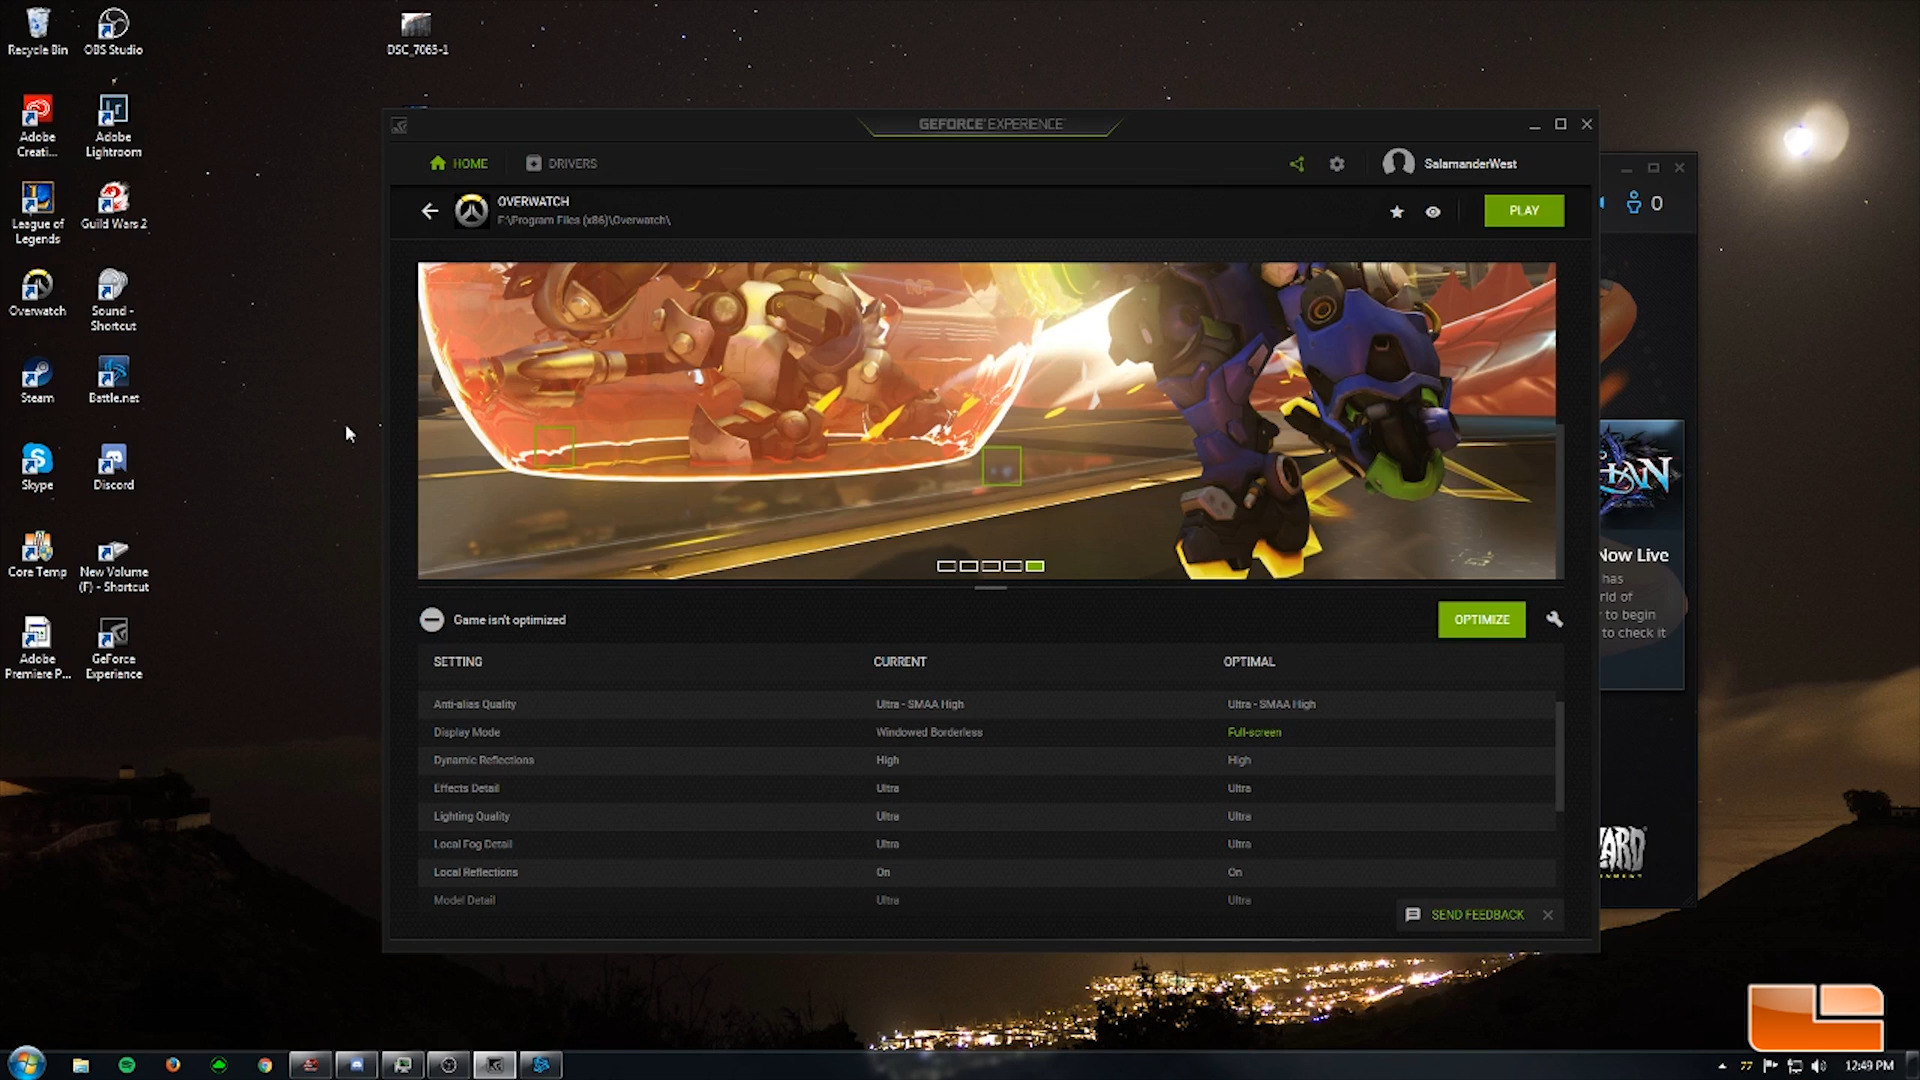 Recycle Bin
OBS Studio
DSC_7065-1
Adobe Creati...
Adobe Lightroom
League of Legends
Guild Wars 2
Overwatch
Sound - Shortcut
Steam
Battle.net
Skype
Discord
Core Temp
New Volume (F) - Shortcut
Adobe Premiere P...
GeForce Experience
GEFORCE EXPERIENCE
HOME
DRIVERS
SalamanderWest
OVERWATCH
F:\Program Files (x86)\Overwatch\
PLAY
0
Game isn't optimized
OPTIMIZE
SETTING CURRENT OPTIMAL
Anti-alias Quality Ultra - SMAA High Ultra - SMAA High
Display Mode Windowed Borderless Full-screen
Dynamic Reflections High High
Effects Detail Ultra Ultra
Lighting Quality Ultra Ultra
Local Fog Detail Ultra Ultra
Local Reflections On On
Model Detail Ultra Ultra
SEND FEEDBACK
Now Live
has
rld of
to begin
to check it
77
12:49 PM